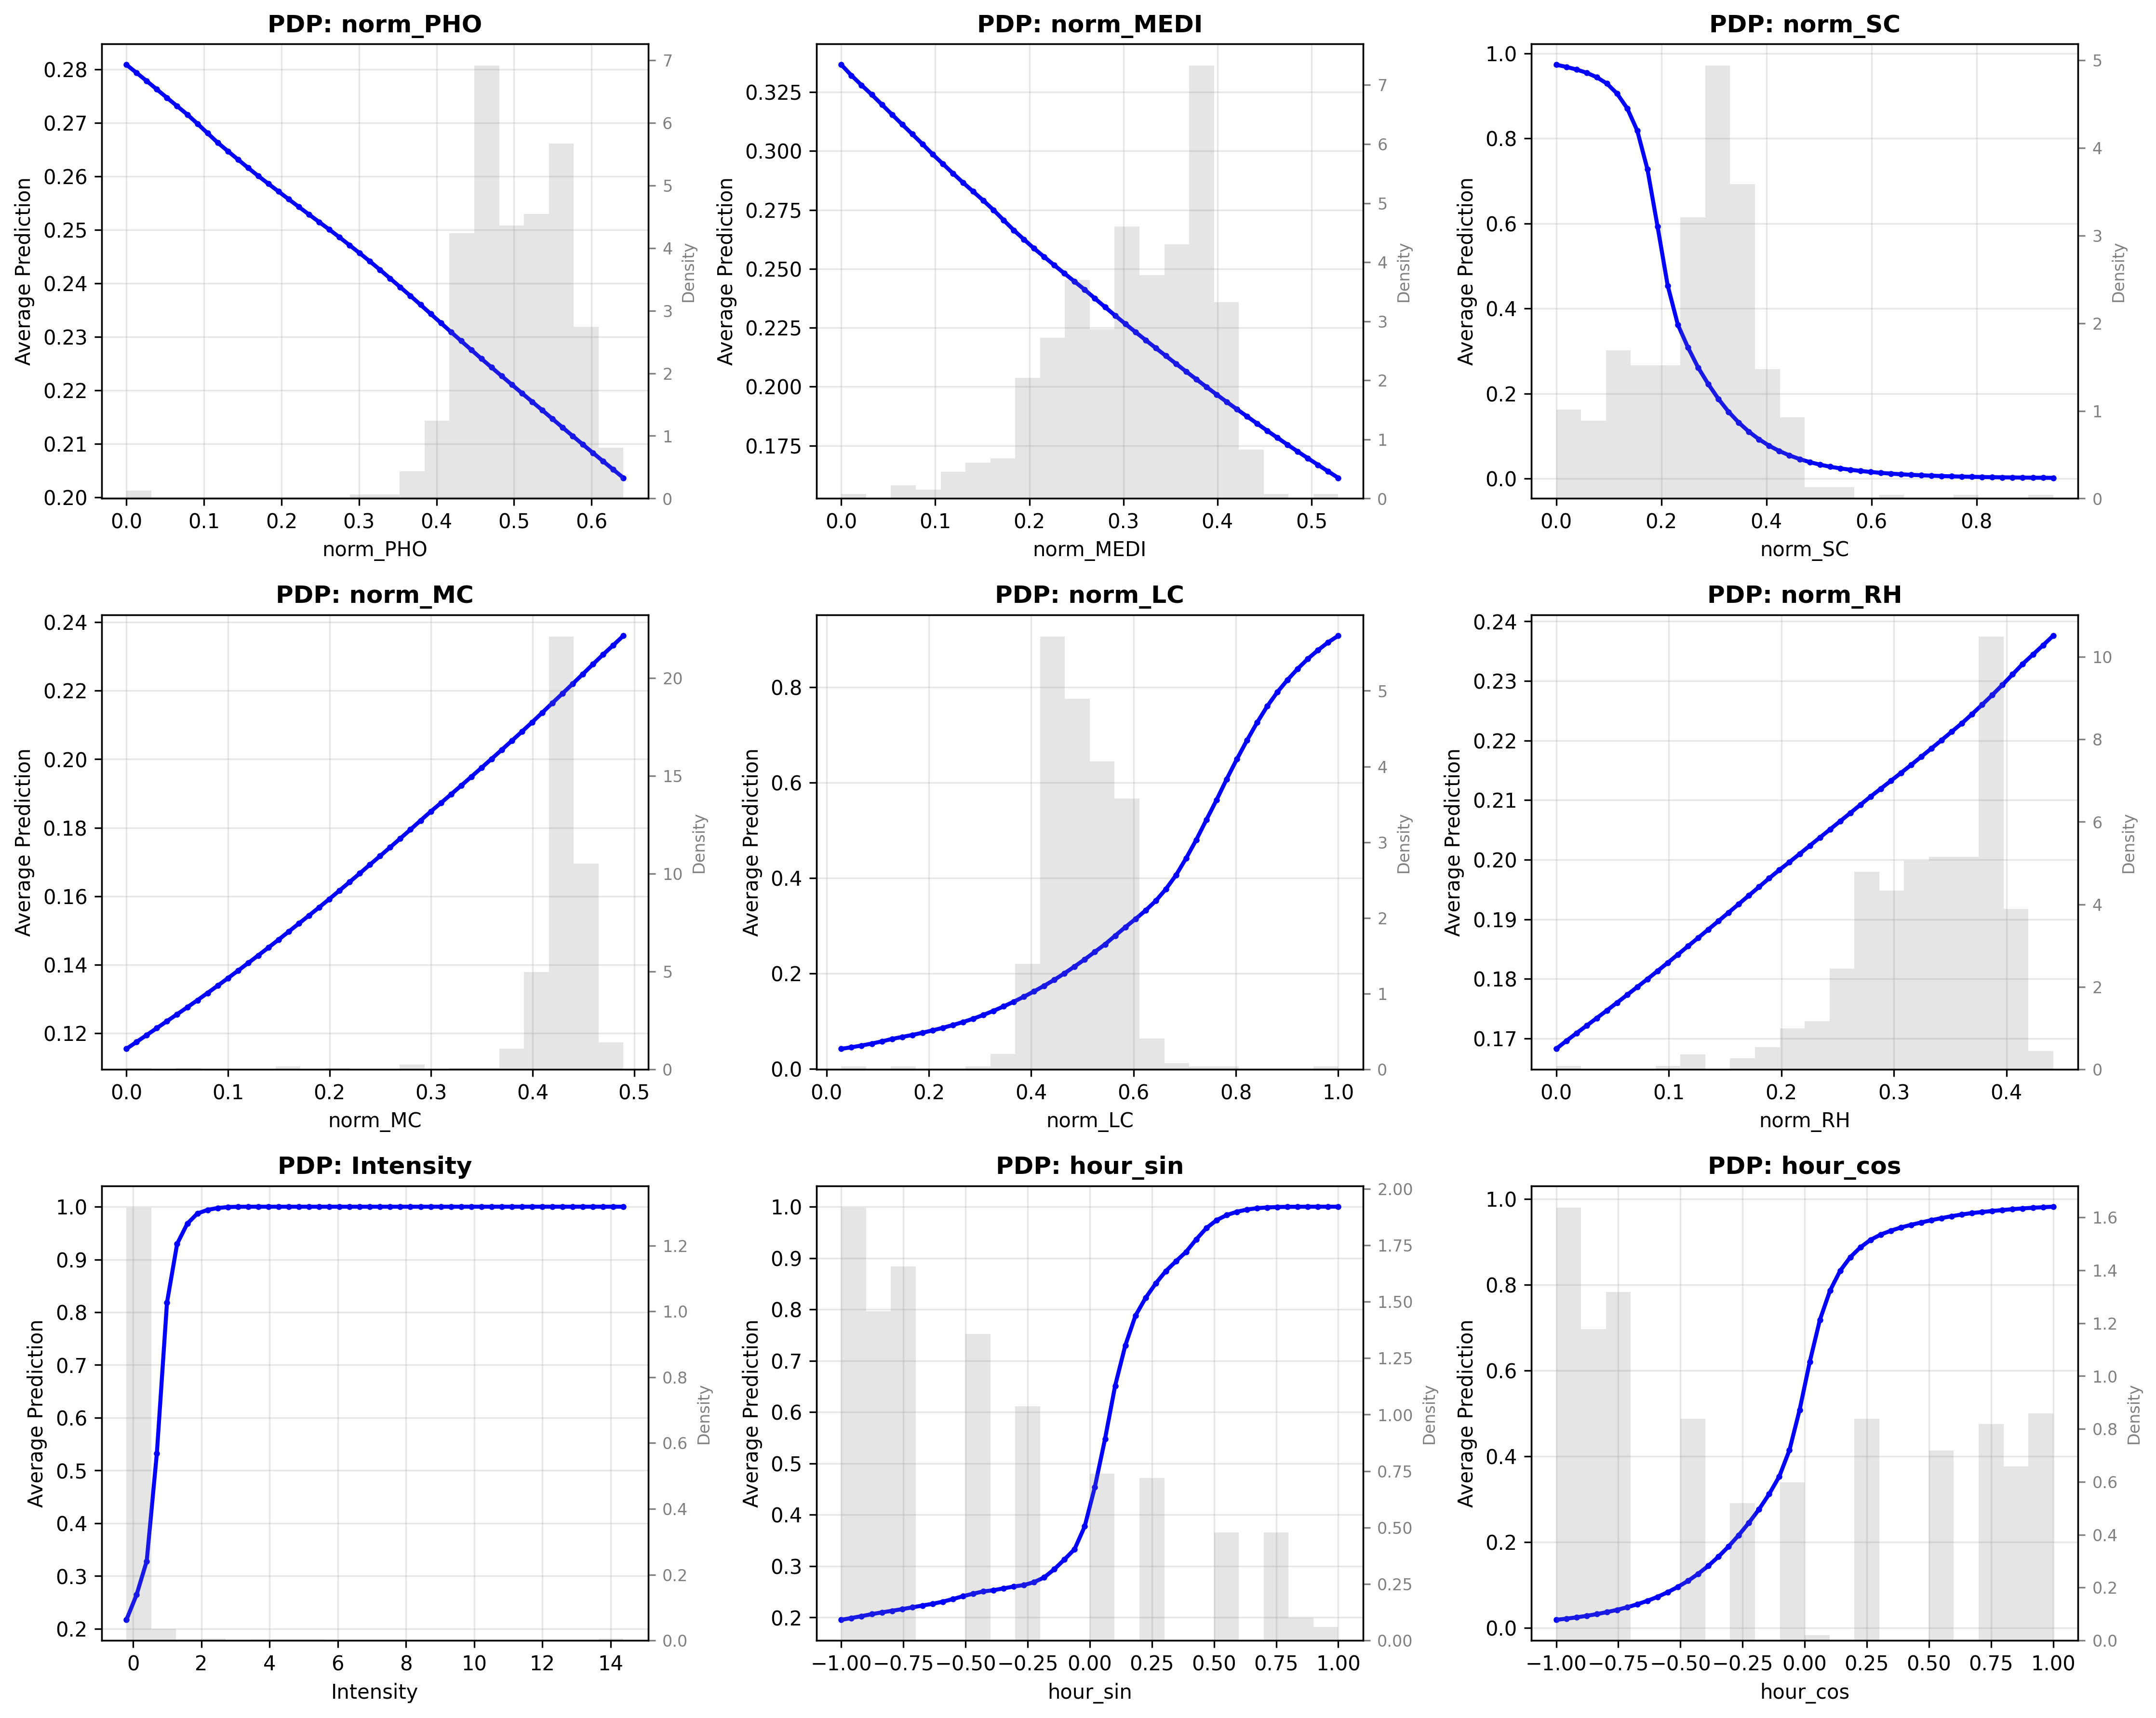 PDP: norm_PHO
0.28
0.27
0.26
0.25
0.24
0.23
0.22
0.21
0.20
Average Prediction
7
6
5
4
3
2
1
0
Density
0.0 0.1 0.2 0.3 0.4 0.5 0.6
norm_PHO
PDP: norm_MEDI
0.325
0.300
0.275
0.250
0.225
0.200
0.175
Average Prediction
7
6
5
4
3
2
1
0
Density
0.0 0.1 0.2 0.3 0.4 0.5
norm_MEDI
PDP: norm_SC
1.0
0.8
0.6
0.4
0.2
0.0
Average Prediction
5
4
3
2
1
0
Density
0.0 0.2 0.4 0.6 0.8
norm_SC
PDP: norm_MC
0.24
0.22
0.20
0.18
0.16
0.14
0.12
Average Prediction
20
15
10
5
0
Density
0.0 0.1 0.2 0.3 0.4 0.5
norm_MC
PDP: norm_LC
0.8
0.6
0.4
0.2
0.0
Average Prediction
5
4
3
2
1
0
Density
0.0 0.2 0.4 0.6 0.8 1.0
norm_LC
PDP: norm_RH
0.24
0.23
0.22
0.21
0.20
0.19
0.18
0.17
Average Prediction
10
8
6
4
2
0
Density
0.0 0.1 0.2 0.3 0.4
norm_RH
PDP: Intensity
1.0
0.9
0.8
0.7
0.6
0.5
0.4
0.3
0.2
Average Prediction
1.2
1.0
0.8
0.6
0.4
0.2
0.0
Density
0 2 4 6 8 10 12 14
Intensity
PDP: hour_sin
1.0
0.9
0.8
0.7
0.6
0.5
0.4
0.3
0.2
Average Prediction
2.00
1.75
1.50
1.25
1.00
0.75
0.50
0.25
0.00
Density
−1.00 −0.75 −0.50 −0.25 0.00 0.25 0.50 0.75 1.00
hour_sin
PDP: hour_cos
1.0
0.8
0.6
0.4
0.2
0.0
Average Prediction
1.6
1.4
1.2
1.0
0.8
0.6
0.4
0.2
0.0
Density
−1.00 −0.75 −0.50 −0.25 0.00 0.25 0.50 0.75 1.00
hour_cos